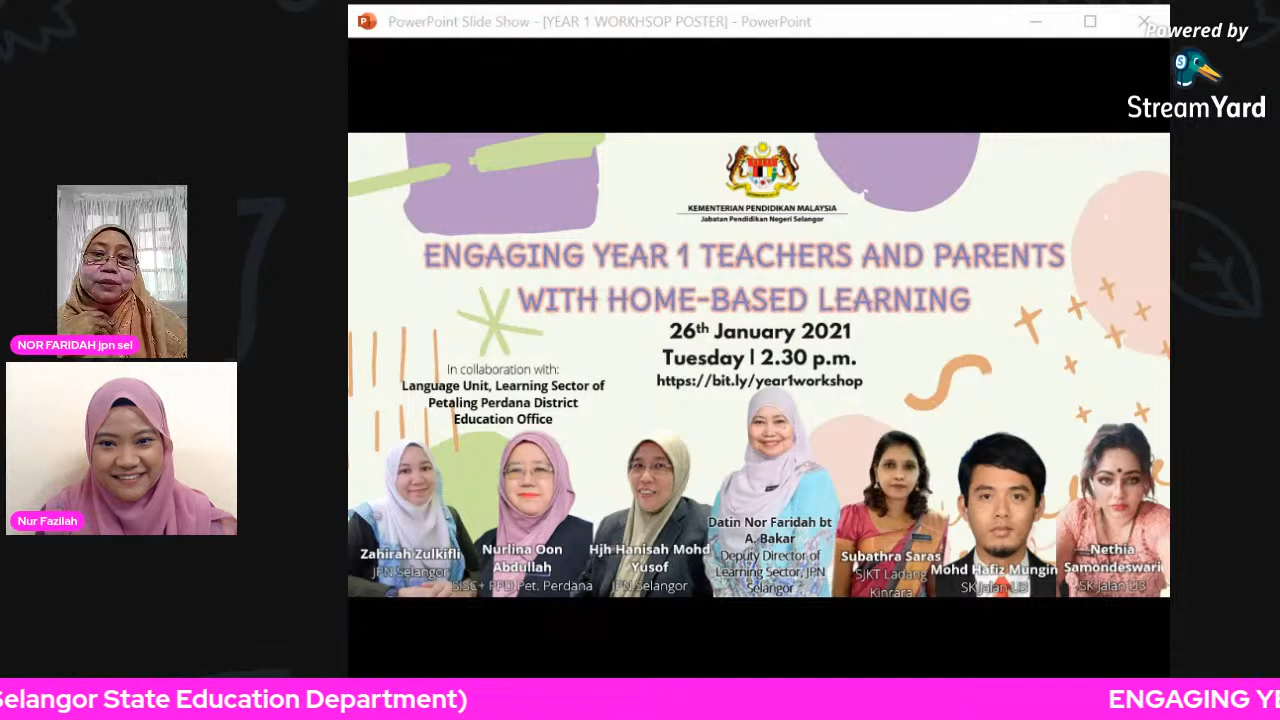 PowerPoint Slide Show - [YEAR 1 WORKHSOP POSTER] - PowerPoint
Powered by
StreamYard
KEMENTERIAN PENDIDIKAN MALAYSIA
Jabatan Pendidikan Negeri Selangor
ENGAGING YEAR 1 TEACHERS AND PARENTS
WITH HOME-BASED LEARNING
26th January 2021
Tuesday | 2.30 p.m.
https://bit.ly/year1workshop
In collaboration with:
Language Unit, Learning Sector of
Petaling Perdana District
Education Office
NOR FARIDAH jpn sel
Nur Fazilah
Zahirah Zulkifli
JPN Selangor
Nurlina Oon
Abdullah
SISC+ PPD Pet. Perdana
Hjh Hanisah Mohd
Yusof
JPN Selangor
Datin Nor Faridah bt
A. Bakar
Deputy Director of
Learning Sector, JPN
Selangor
Subathra Saras
SJKT Ladang
Kinrara
Mohd Hafiz Mungin
SK Jalan U3
Nethia
Samondeswari
SK Jalan U3
Selangor State Education Department)
ENGAGING YE